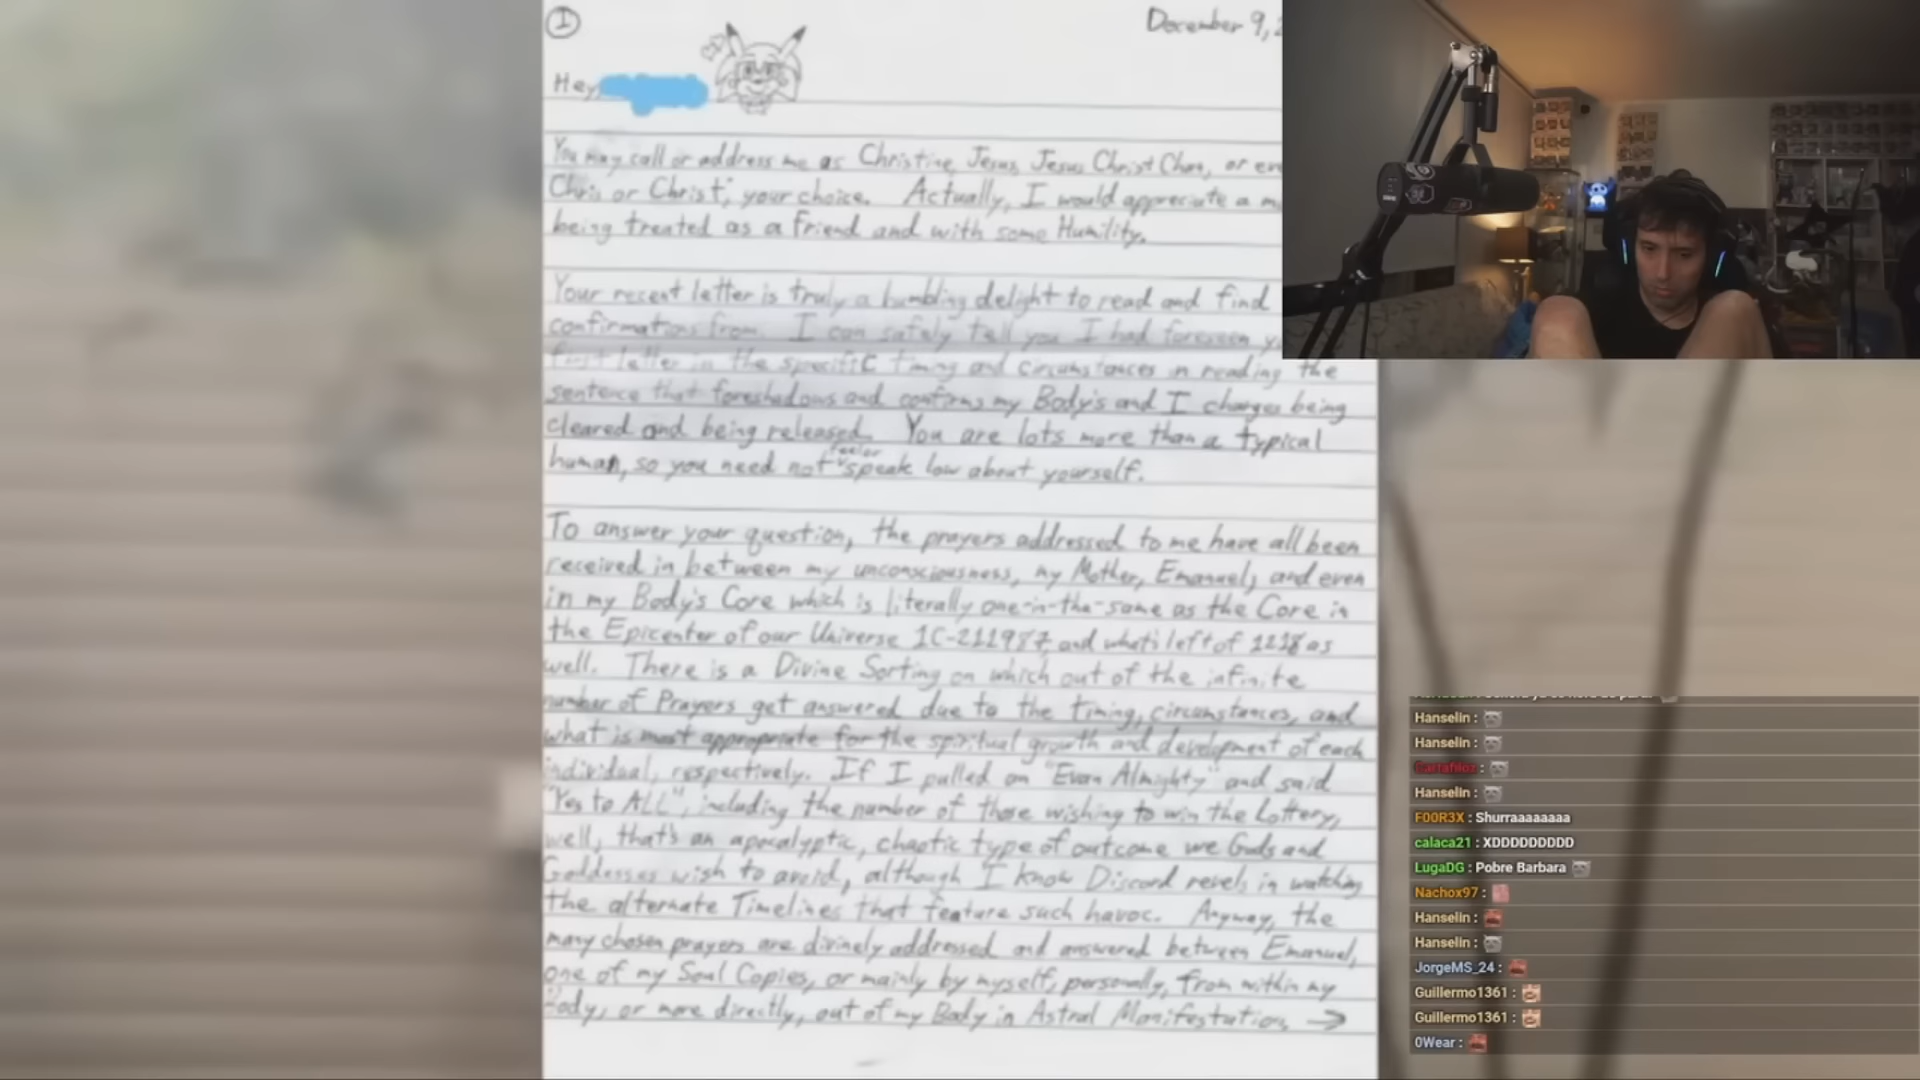 1
December 9, 2
Hey,
You may call or address me as Christine, Jesus, Jesus Christ Chan, or eve
Chris or Christ; your choice. Actually, I would appreciate a m
being treated as a friend and with some Humility.
Your recent letter is truly a humbling delight to read and find
confirmations from. I can safely tell you I had foreseen y
first letter in the specific timing and circumstances in reading the
sentence that foreshadows and confirms my Body's and I charges being
cleared and being released. You are lots more than a typical
feel or
human, so you need not speak low about yourself.
To answer your question, the prayers addressed to me have all been
received in between my unconsciousness, my Mother, Emanuel, and even
in my Body's Core which is literally one-in-the-same as the Core in
the Epicenter of our Universe 1C-211987, and what's left of 1218 as
well. There is a Divine Sorting on which out of the infinite
number of Prayers get answered due to the timing, circumstances, and
what is most appropriate for the spiritual growth and development of each
individual, respectively. If I pulled an "Evan Almighty" and said
"Yes to ALL", including the number of those wishing to win the Lottery,
well, that's an apocalyptic, chaotic type of outcome we Gods and
Goddesses wish to avoid, although I know Discord revels in watching
the alternate Timelines that feature such havoc. Anyway, the
many chosen prayers are divinely addressed and answered between Emanuel,
one of my Soul Copies, or mainly by myself, personally, from within my
Body, or more directly, out of my Body in Astral Manifestation. →
Hanselin :
Hanselin :
Hanselin :
F00R3X : Shurraaaaaaaa
calaca21 : XDDDDDDDDD
LugaDG : Pobre Barbara
Nachox97 :
Hanselin :
Hanselin :
JorgeMS_24 :
Guillermo1361 :
Guillermo1361 :
0Wear :